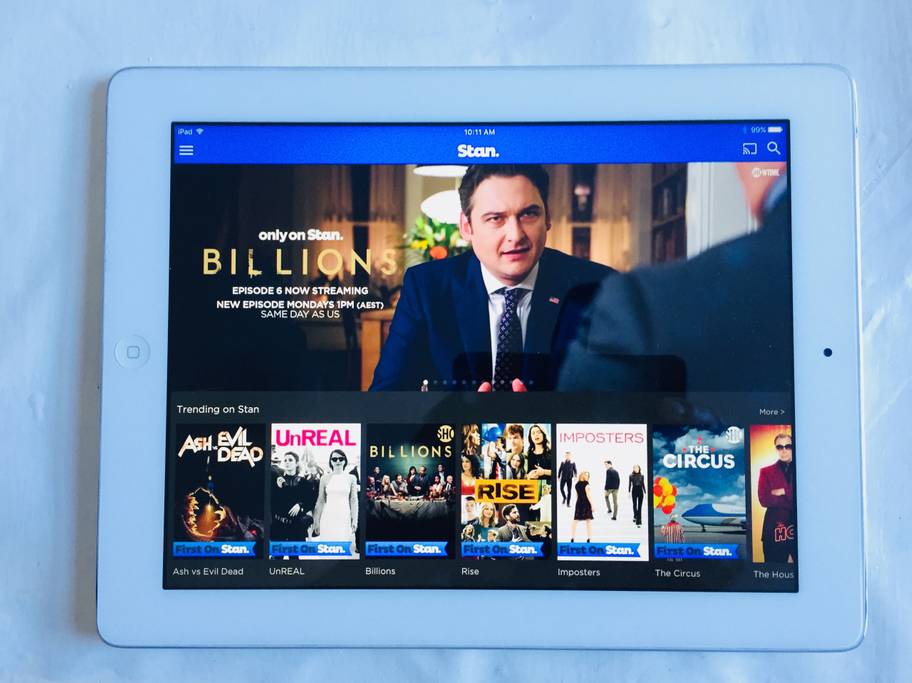 iPad
10:11 AM
99%
Stan.
SHOWTIME
only on Stan.
BILLIONS
EPISODE 6 NOW STREAMING
NEW EPISODE MONDAYS 1PM (AEST)
SAME DAY AS US
Trending on Stan
More >
ASH vs EVIL DEAD
UnREAL
SHO
BILLIONS
RISE
IMPOSTERS
SHO
THE CIRCUS
HO
First On Stan.
First On Stan.
First On Stan.
First On Stan.
First On Stan.
First On Stan.
Ash vs Evil Dead
UnREAL
Billions
Rise
Imposters
The Circus
The Hous